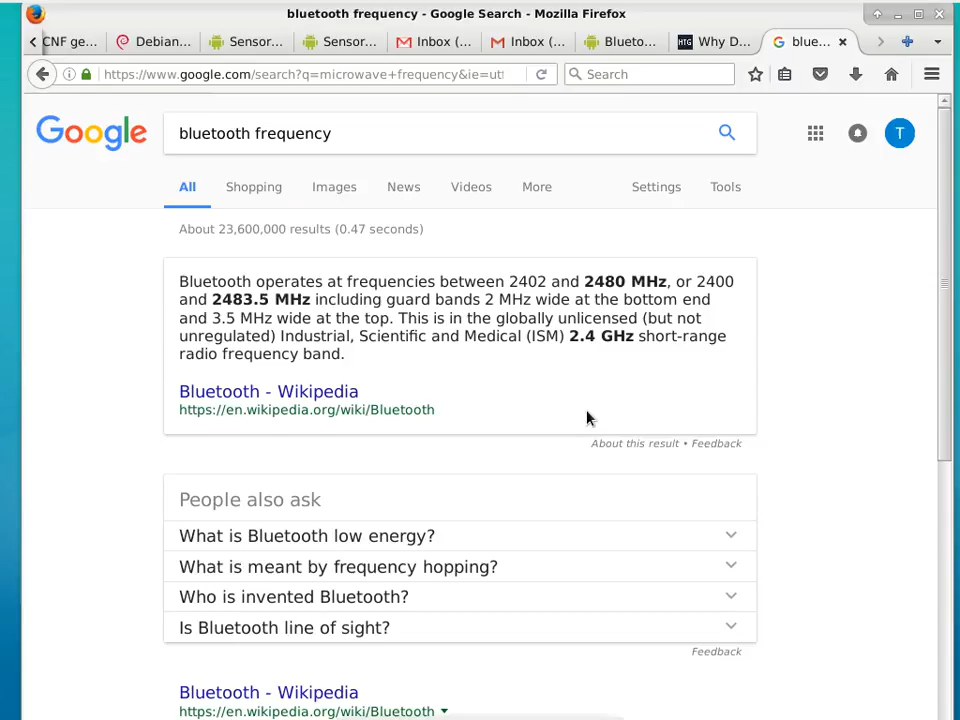 bluetooth frequency - Google Search - Mozilla Firefox
CNF ge...
Debian...
Sensor...
Sensor...
Inbox (...
Inbox (...
Blueto...
HTG Why D...
blue...
https://www.google.com/search?q=microwave+frequency&ie=ut
Search
Google
bluetooth frequency
T
All Shopping Images News Videos More Settings Tools
About 23,600,000 results (0.47 seconds)
Bluetooth operates at frequencies between 2402 and 2480 MHz, or 2400
and 2483.5 MHz including guard bands 2 MHz wide at the bottom end
and 3.5 MHz wide at the top. This is in the globally unlicensed (but not
unregulated) Industrial, Scientific and Medical (ISM) 2.4 GHz short-range
radio frequency band.
Bluetooth - Wikipedia
https://en.wikipedia.org/wiki/Bluetooth
About this result • Feedback
People also ask
What is Bluetooth low energy?
What is meant by frequency hopping?
Who is invented Bluetooth?
Is Bluetooth line of sight?
Feedback
Bluetooth - Wikipedia
https://en.wikipedia.org/wiki/Bluetooth